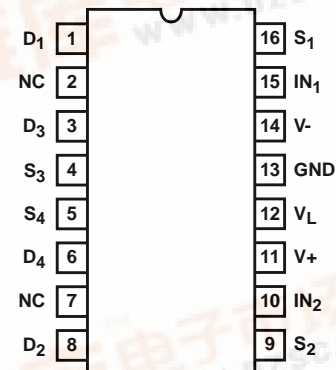 D1 1 16 S1
NC 2 15 IN1
D3 3 14 V-
S3 4 13 GND
S4 5 12 VL
D4 6 11 V+
NC 7 10 IN2
D2 8 9 S2